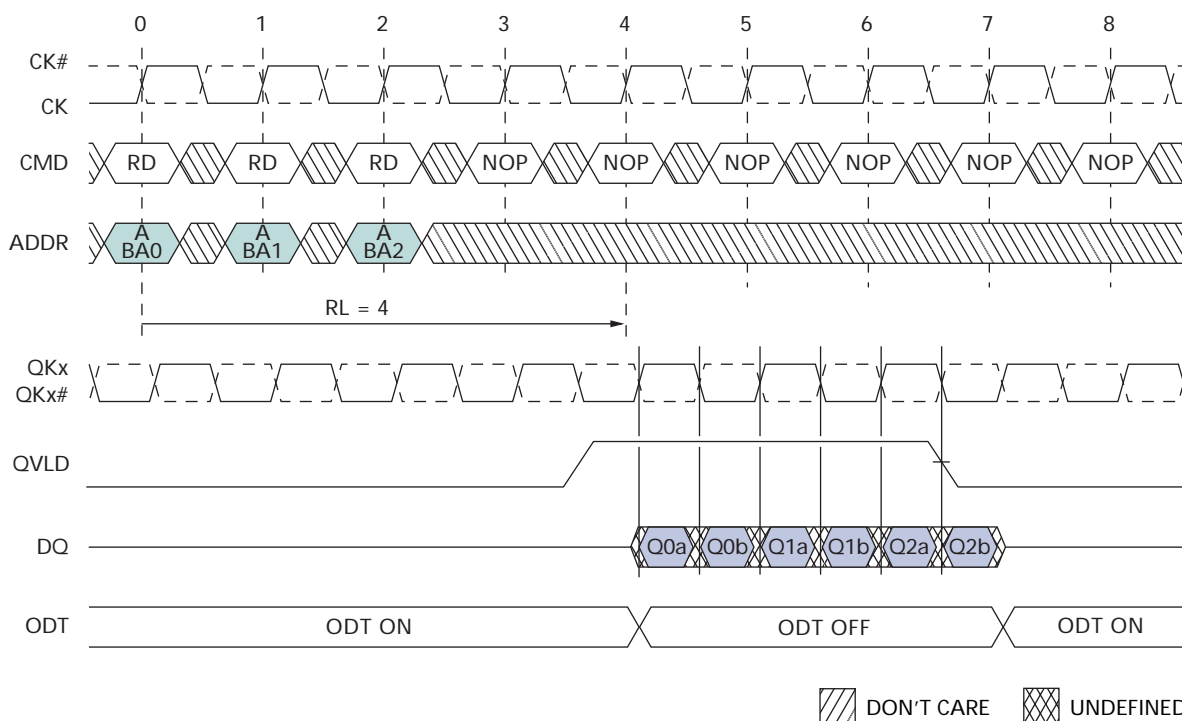 0 1 2 3 4 5 6 7 8
CK#
CK
CMD RD RD RD NOP NOP NOP NOP NOP NOP
ADDR A BA0 A BA1 A BA2
RL = 4
QKx
QKx#
QVLD
DQ Q0a Q0b Q1a Q1b Q2a Q2b
ODT ODT ON ODT OFF ODT ON
DON'T CARE UNDEFINED